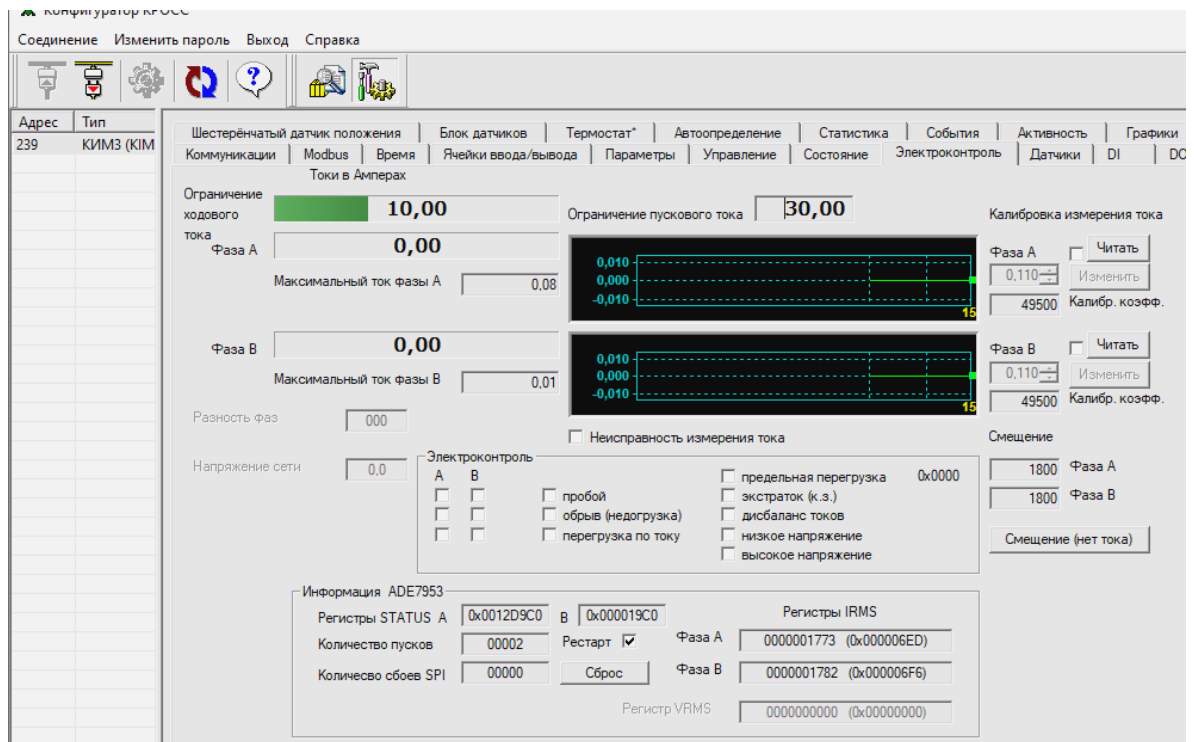 Конфигуратор КРОСС
Соединение Изменить пароль Выход Справка
Адрес Тип
239 КИМ3 (KIM
Шестерёнчатый датчик положения Блок датчиков Термостат* Автоопределение Статистика События Активность Графики
Коммуникации Modbus Время Ячейки ввода/вывода Параметры Управление Состояние Электроконтроль Датчики DI DO
Токи в Амперах
Ограничение
ходового
тока
10,00
Ограничение пускового тока 30,00
Калибровка измерения тока
Фаза А 0,00
Максимальный ток фазы А 0,08
0,010
0,000
-0,010
15
Фаза А Читать
0,110 Изменить
49500 Калибр. коэфф.
Фаза В 0,00
Максимальный ток фазы В 0,01
0,010
0,000
-0,010
15
Фаза В Читать
0,110 Изменить
49500 Калибр. коэфф.
Разность фаз 000
Неисправность измерения тока
Смещение
Напряжение сети 0,0
1800 Фаза А
1800 Фаза В
Смещение (нет тока)
Электроконтроль
А В
пробой
обрыв (недогрузка)
перегрузка по току
предельная перегрузка 0x0000
экстраток (к.з.)
дисбаланс токов
низкое напряжение
высокое напряжение
Информация ADE7953
Регистры STATUS А 0x0012D9C0 В 0x000019C0
Регистры IRMS
Количество пусков 00002 Рестарт
Фаза А 0000001773 (0x000006ED)
Количесво сбоев SPI 00000 Сброс
Фаза В 0000001782 (0x000006F6)
Регистр VRMS 0000000000 (0x00000000)